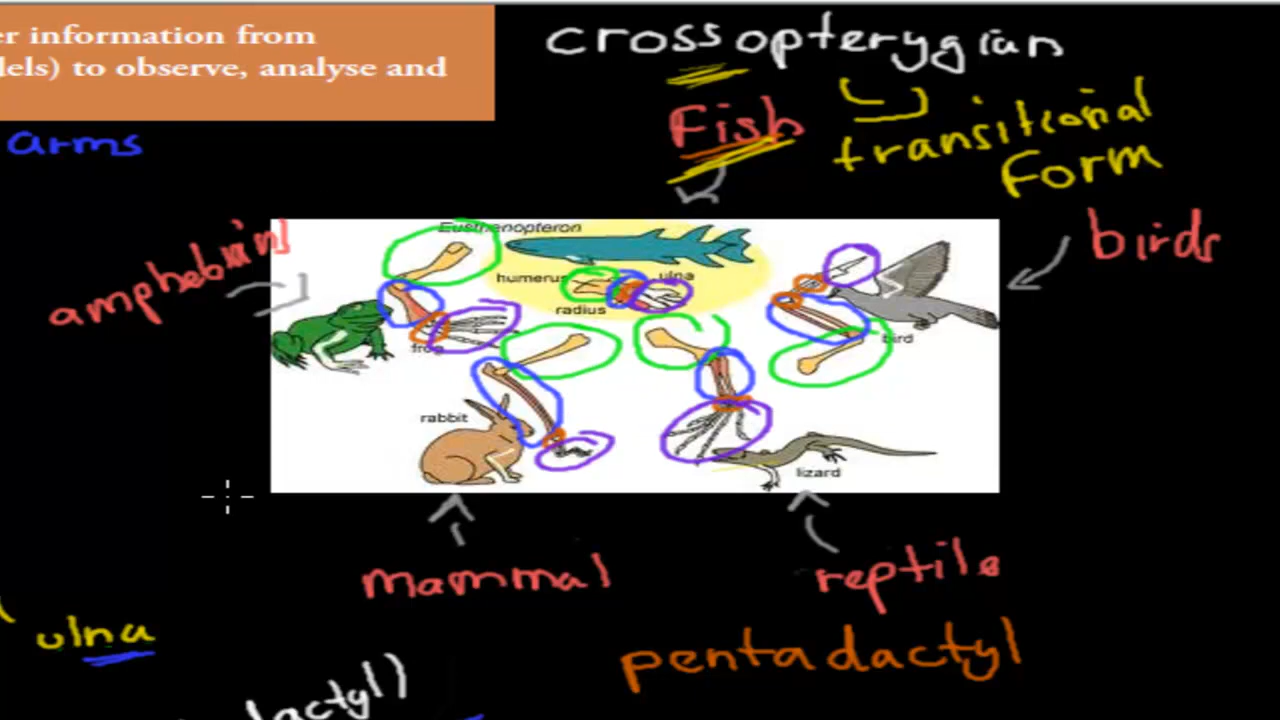 er information from
dels) to observe, analyse and
crossopterygian
arms
Fish
transitional
form
amphebians
birds
Eusthenopteron
humerus
ulna
radius
frog
bird
rabbit
lizard
mammal
reptile
ulna
pentadactyl
dactyl)